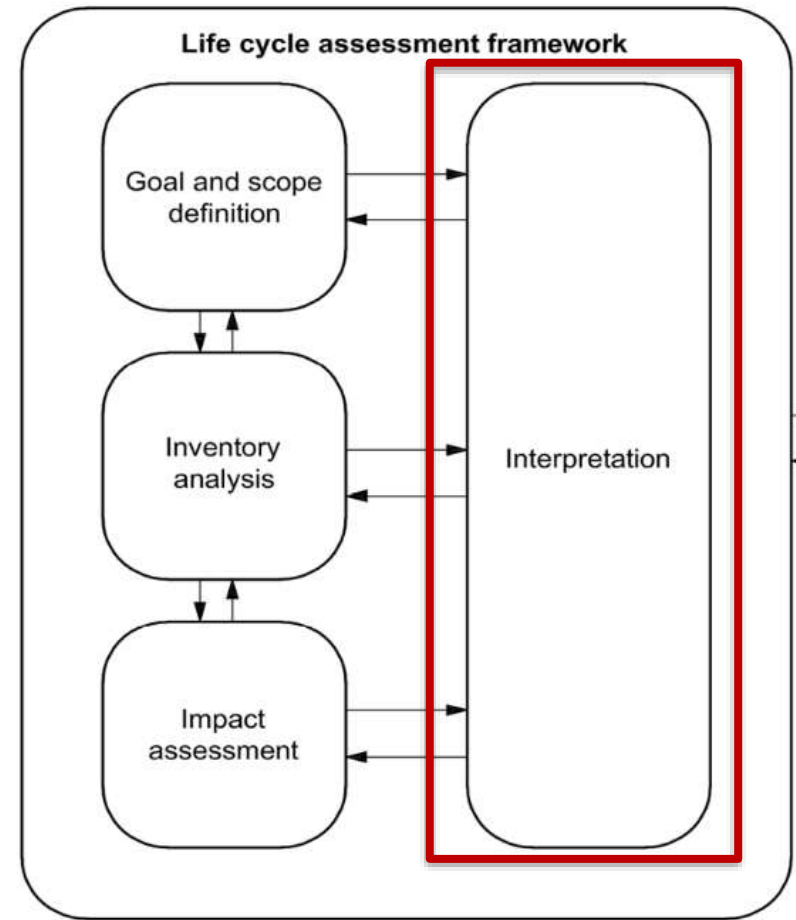 Life cycle assessment framework
Goal and scope
definition
Inventory
analysis
Interpretation
Impact
assessment